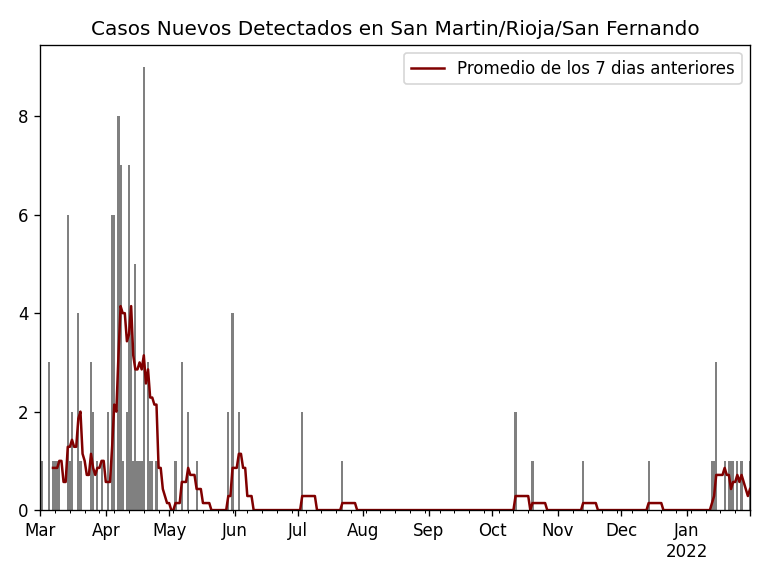 Casos Nuevos Detectados en San Martin/Rioja/San Fernando
Promedio de los 7 dias anteriores
8
6
4
2
0
Mar Apr May Jun Jul Aug Sep Oct Nov Dec Jan
2022